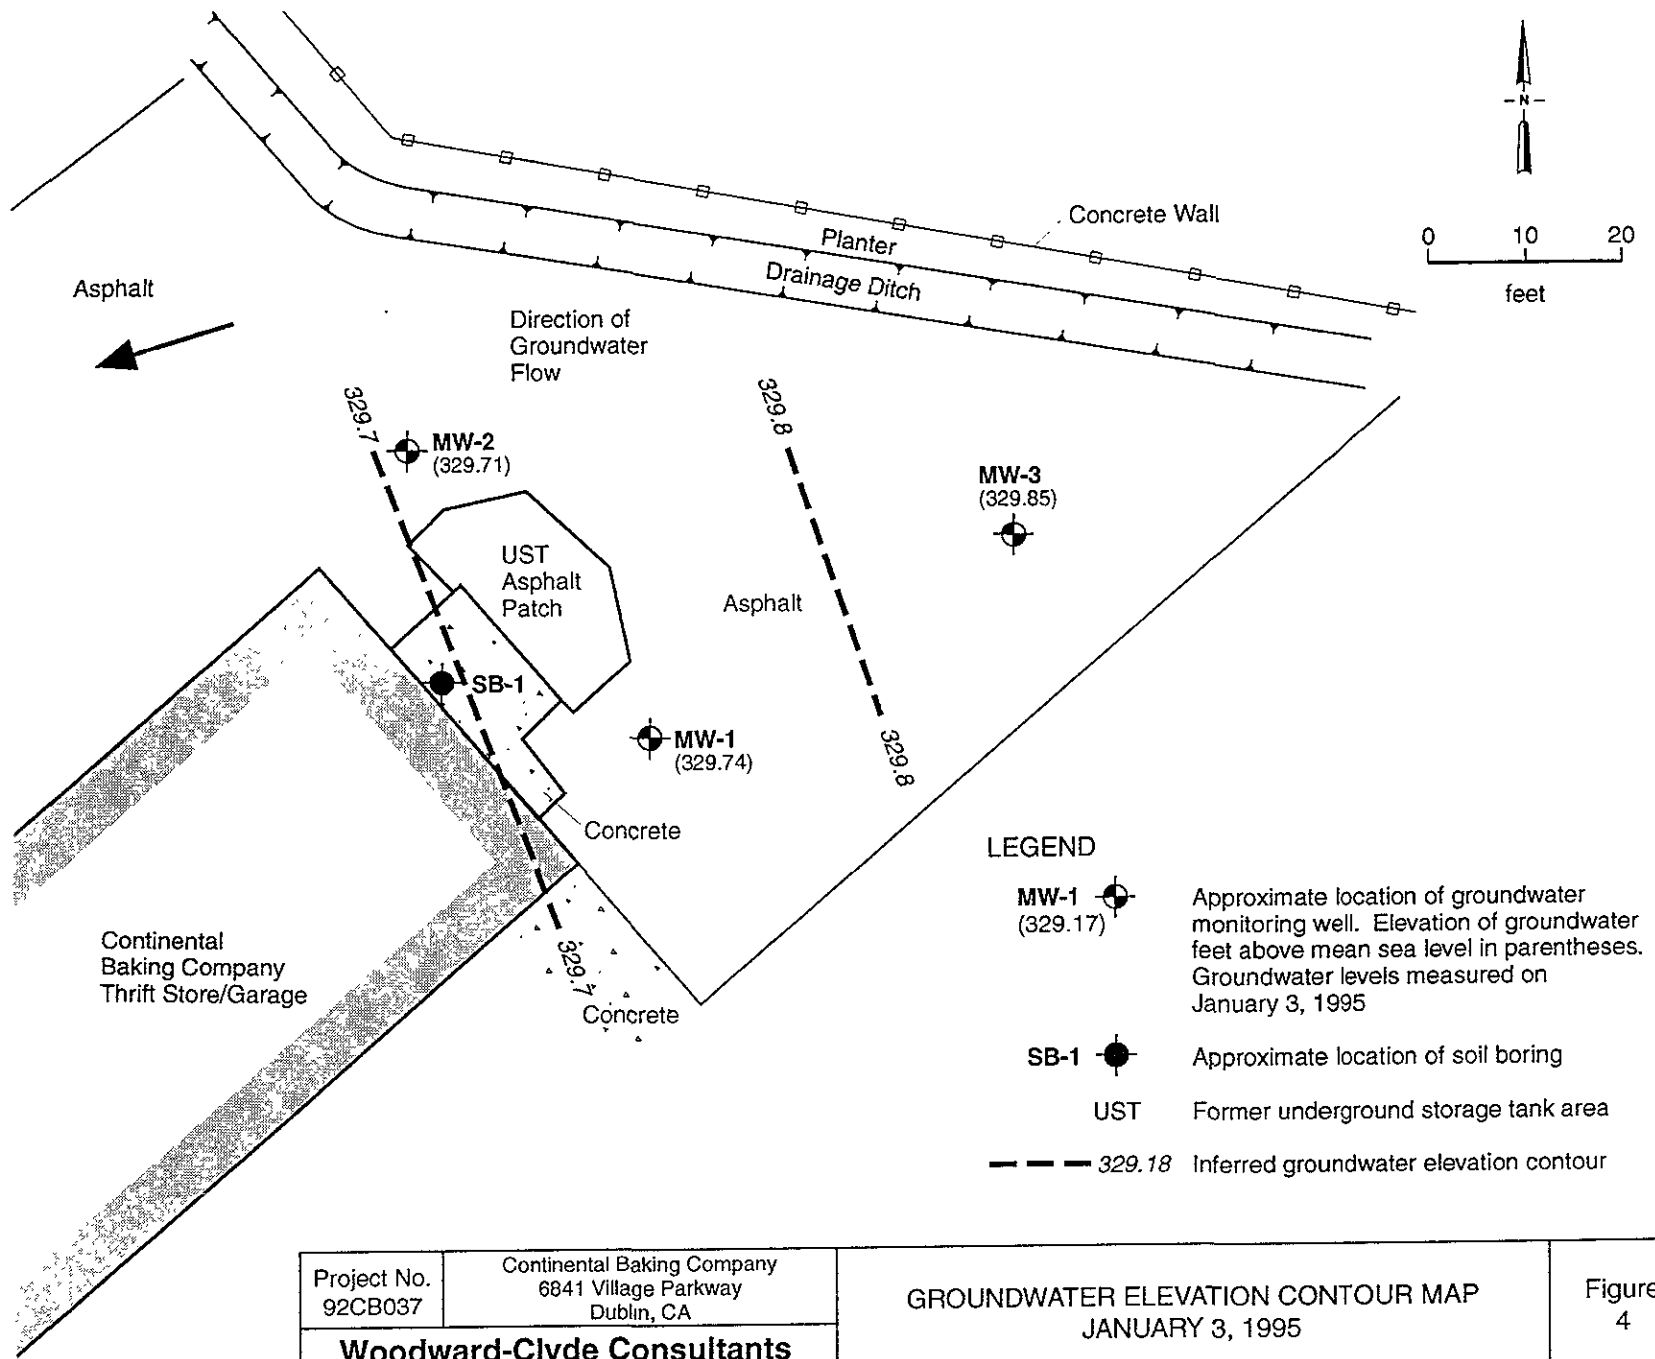 N
Concrete Wall
0 10 20
feet
Planter
Drainage Ditch
Asphalt
Direction of
Groundwater
Flow
329.7
329.8
MW-2
(329.71)
MW-3
(329.85)
UST
Asphalt
Patch
Asphalt
SB-1
MW-1
(329.74)
329.8
Concrete
Continental
Baking Company
Thrift Store/Garage
329.7
Concrete
LEGEND
MW-1
(329.17)
Approximate location of groundwater
monitoring well. Elevation of groundwater
feet above mean sea level in parentheses.
Groundwater levels measured on
January 3, 1995
SB-1 Approximate location of soil boring
UST Former underground storage tank area
329.18 Inferred groundwater elevation contour
Project No.
92CB037
Continental Baking Company
6841 Village Parkway
Dublin, CA
Woodward-Clyde Consultants
GROUNDWATER ELEVATION CONTOUR MAP
JANUARY 3, 1995
Figure
4